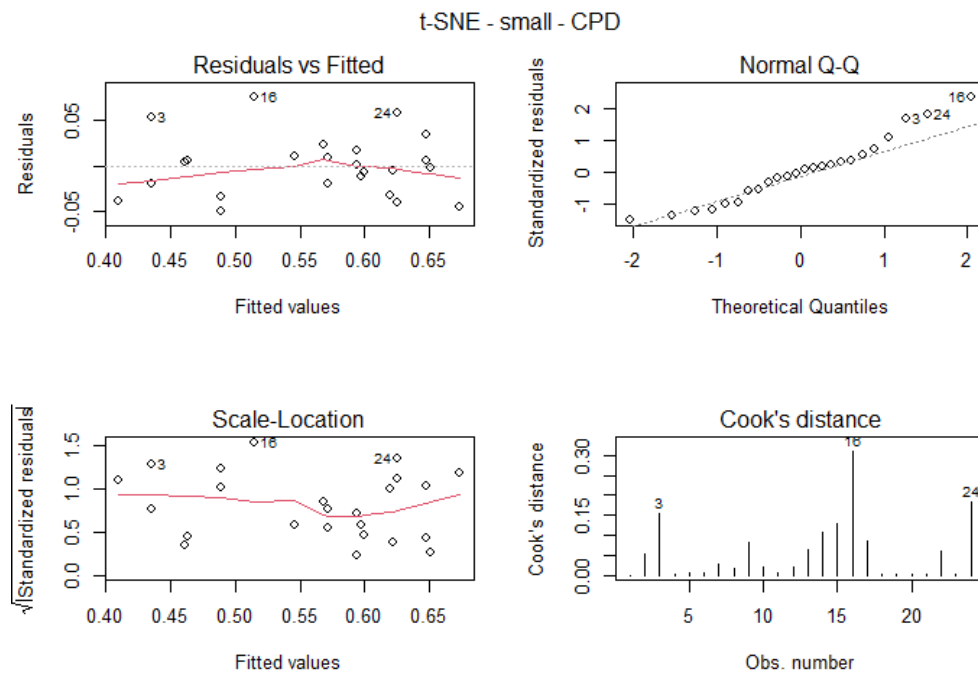 t-SNE - small - CPD
Residuals vs Fitted
Residuals
-0.05
0.05
3
16
24
0.40 0.45 0.50 0.55 0.60 0.65
Fitted values
Normal Q-Q
Standardized residuals
-1
0
1
2
16
3
24
-2 -1 0 1 2
Theoretical Quantiles
Scale-Location
√|Standardized residuals|
0.0
0.5
1.0
1.5
3
16
24
0.40 0.45 0.50 0.55 0.60 0.65
Fitted values
Cook's distance
Cook's distance
0.00
0.15
0.30
3
16
24
5 10 15 20
Obs. number